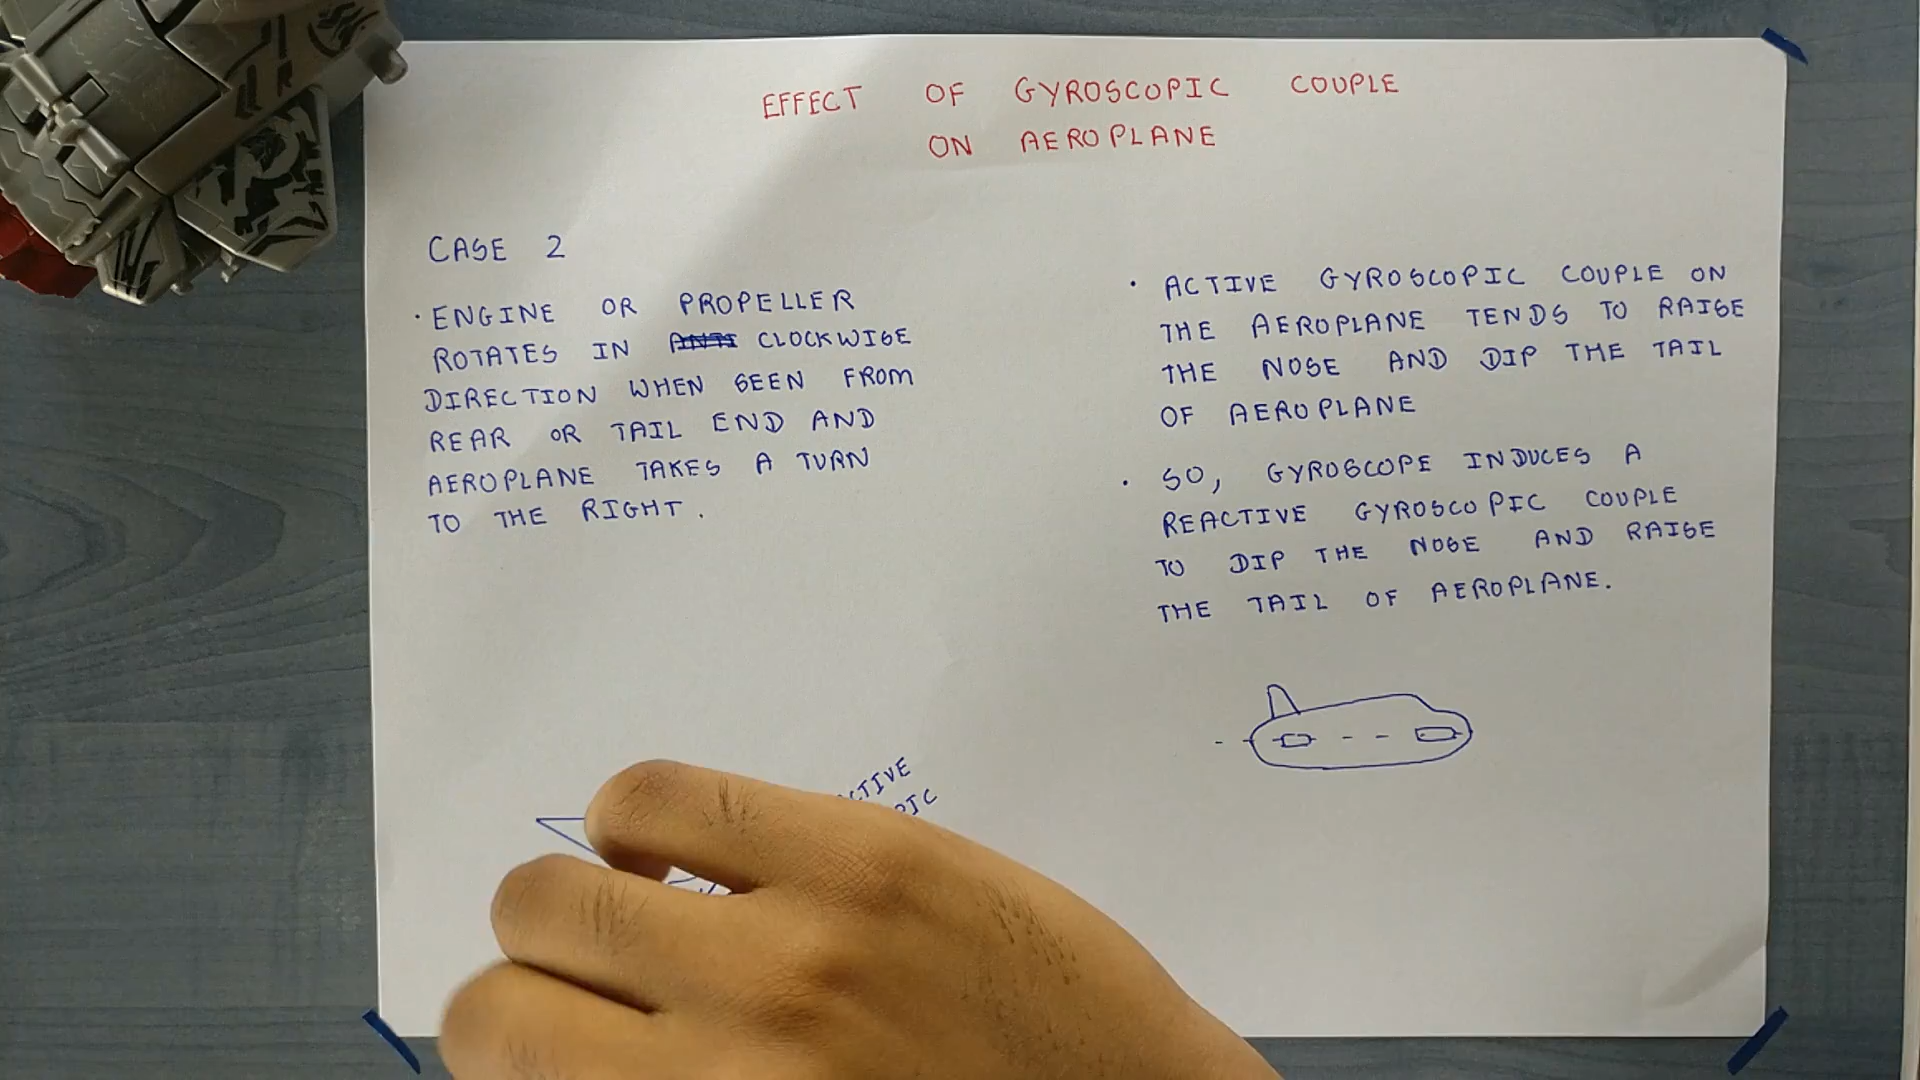 EFFECT OF GYROSCOPIC COUPLE
ON AEROPLANE
CASE 2
· ENGINE OR PROPELLER
ROTATES IN CLOCKWISE
DIRECTION WHEN SEEN FROM
REAR OR TAIL END AND
AEROPLANE TAKES A TURN
TO THE RIGHT.
· ACTIVE GYROSCOPIC COUPLE ON
THE AEROPLANE TENDS TO RAISE
THE NOSE AND DIP THE TAIL
OF AEROPLANE
· SO, GYROSCOPE INDUCES A
REACTIVE GYROSCOPIC COUPLE
TO DIP THE NOSE AND RAISE
THE TAIL OF AEROPLANE.